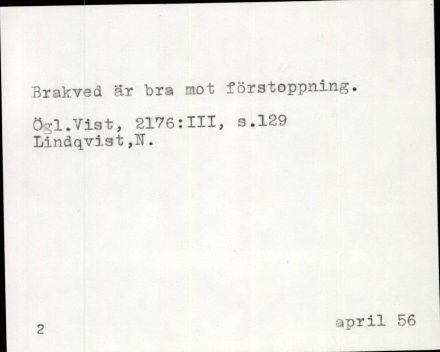 Brakved är bra mot förstoppning.
Ögl.Vist, 2176:III, s.129
Lindqvist,N.
2
april 56